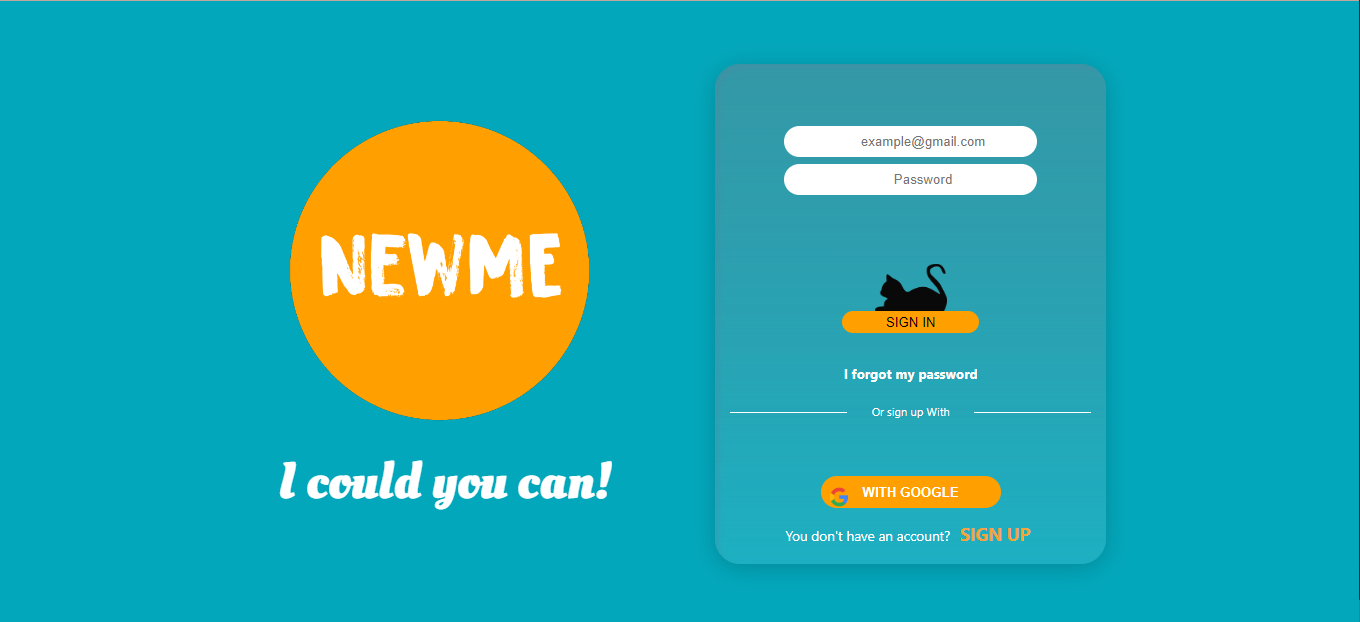 NEWME
I could you can!
example@gmail.com
Password
SIGN IN
I forgot my password
Or sign up With
WITH GOOGLE
You don't have an account? SIGN UP